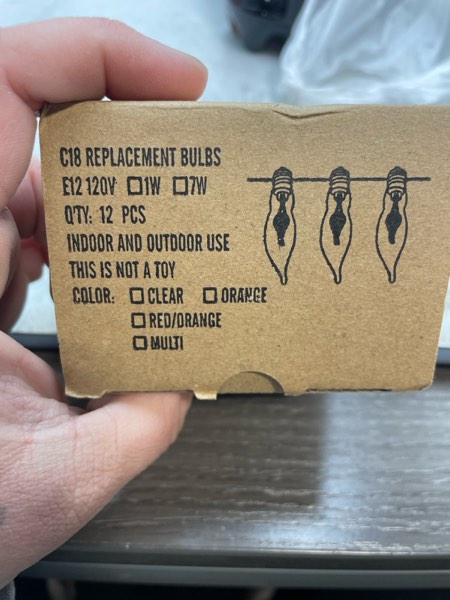 C18 REPLACEMENT BULBS
E12 120V ☐1W ☐7W
Q'TY: 12 PCS
INDOOR AND OUTDOOR USE
THIS IS NOT A TOY
COLOR: ☐ CLEAR ☐ ORANGE
☐ RED/ORANGE
☐ MULTI